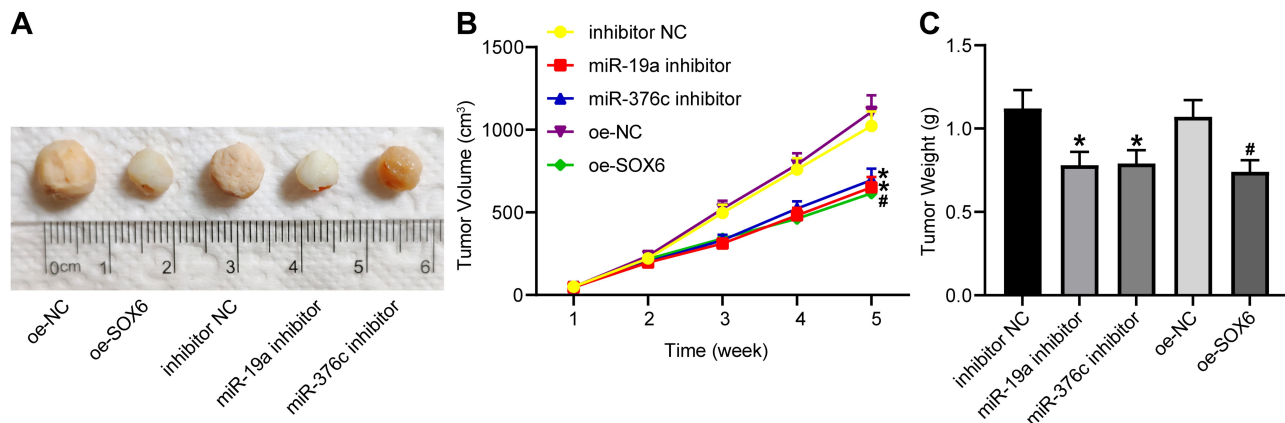 A
0cm 1 2 3 4 5 6
oe-NC
oe-SOX6
inhibitor NC
miR-19a inhibitor
miR-376c inhibitor
B
Tumor Volume (cm³)
1500
1000
500
0
inhibitor NC
miR-19a inhibitor
miR-376c inhibitor
oe-NC
oe-SOX6
*
*
#
1 2 3 4 5
Time (week)
C
Tumor Weight (g)
1.5
1.0
0.5
0.0
* * #
inhibitor NC
miR-19a inhibitor
miR-376c inhibitor
oe-NC
oe-SOX6